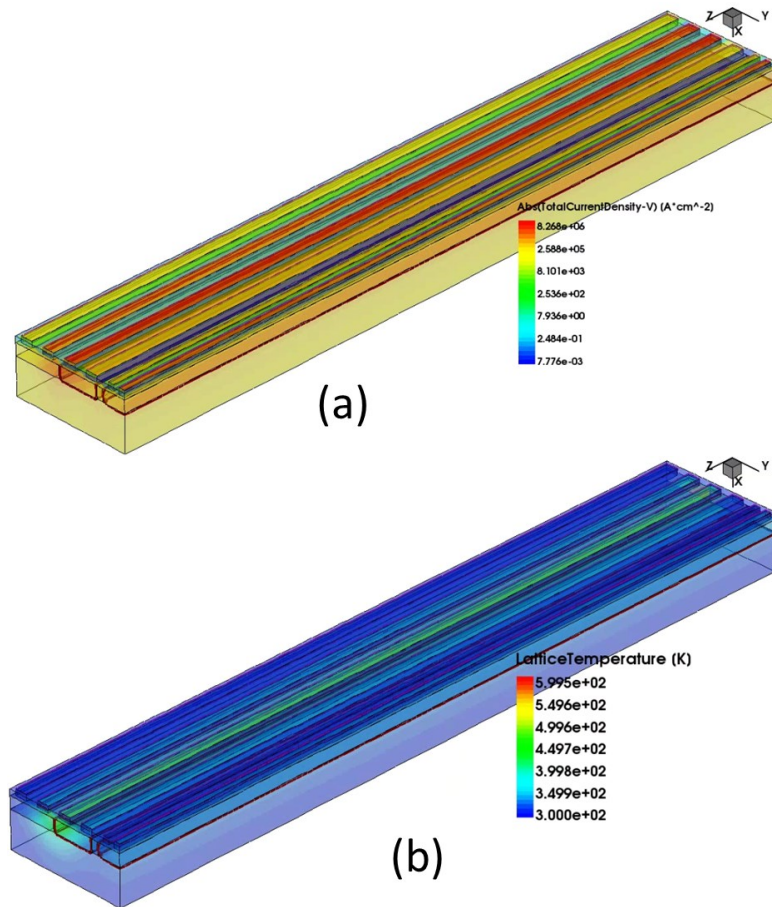 Z Y
X
Abs(TotalCurrentDensity-V) (A*cm^-2)
8.268e+06
2.588e+05
8.101e+03
2.536e+02
7.936e+00
2.484e-01
7.776e-03
(a)
Z Y
X
LatticeTemperature (K)
5.995e+02
5.496e+02
4.996e+02
4.497e+02
3.998e+02
3.499e+02
3.000e+02
(b)